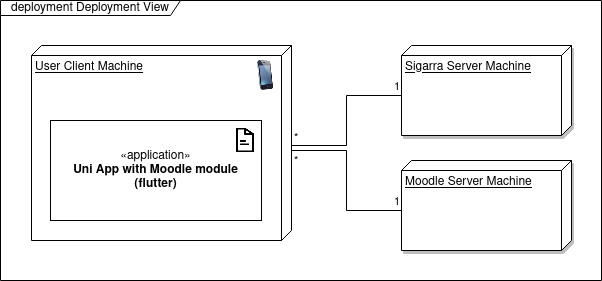 deployment Deployment View
User Client Machine
«application»
Uni App with Moodle module
(flutter)
*
*
1
Sigarra Server Machine
1
Moodle Server Machine